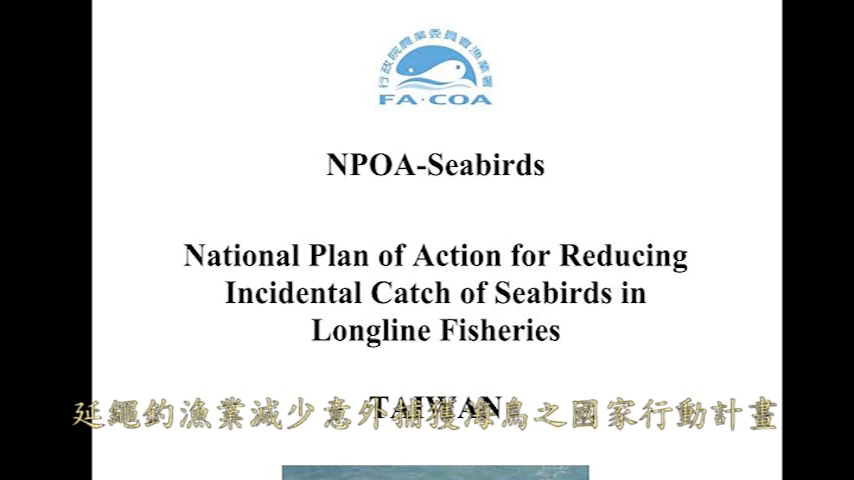 行政院農業委員會漁業署
FA·COA
NPOA-Seabirds
National Plan of Action for Reducing
Incidental Catch of Seabirds in
Longline Fisheries
TAIWAN
延繩釣漁業減少意外捕獲海鳥之國家行動計畫